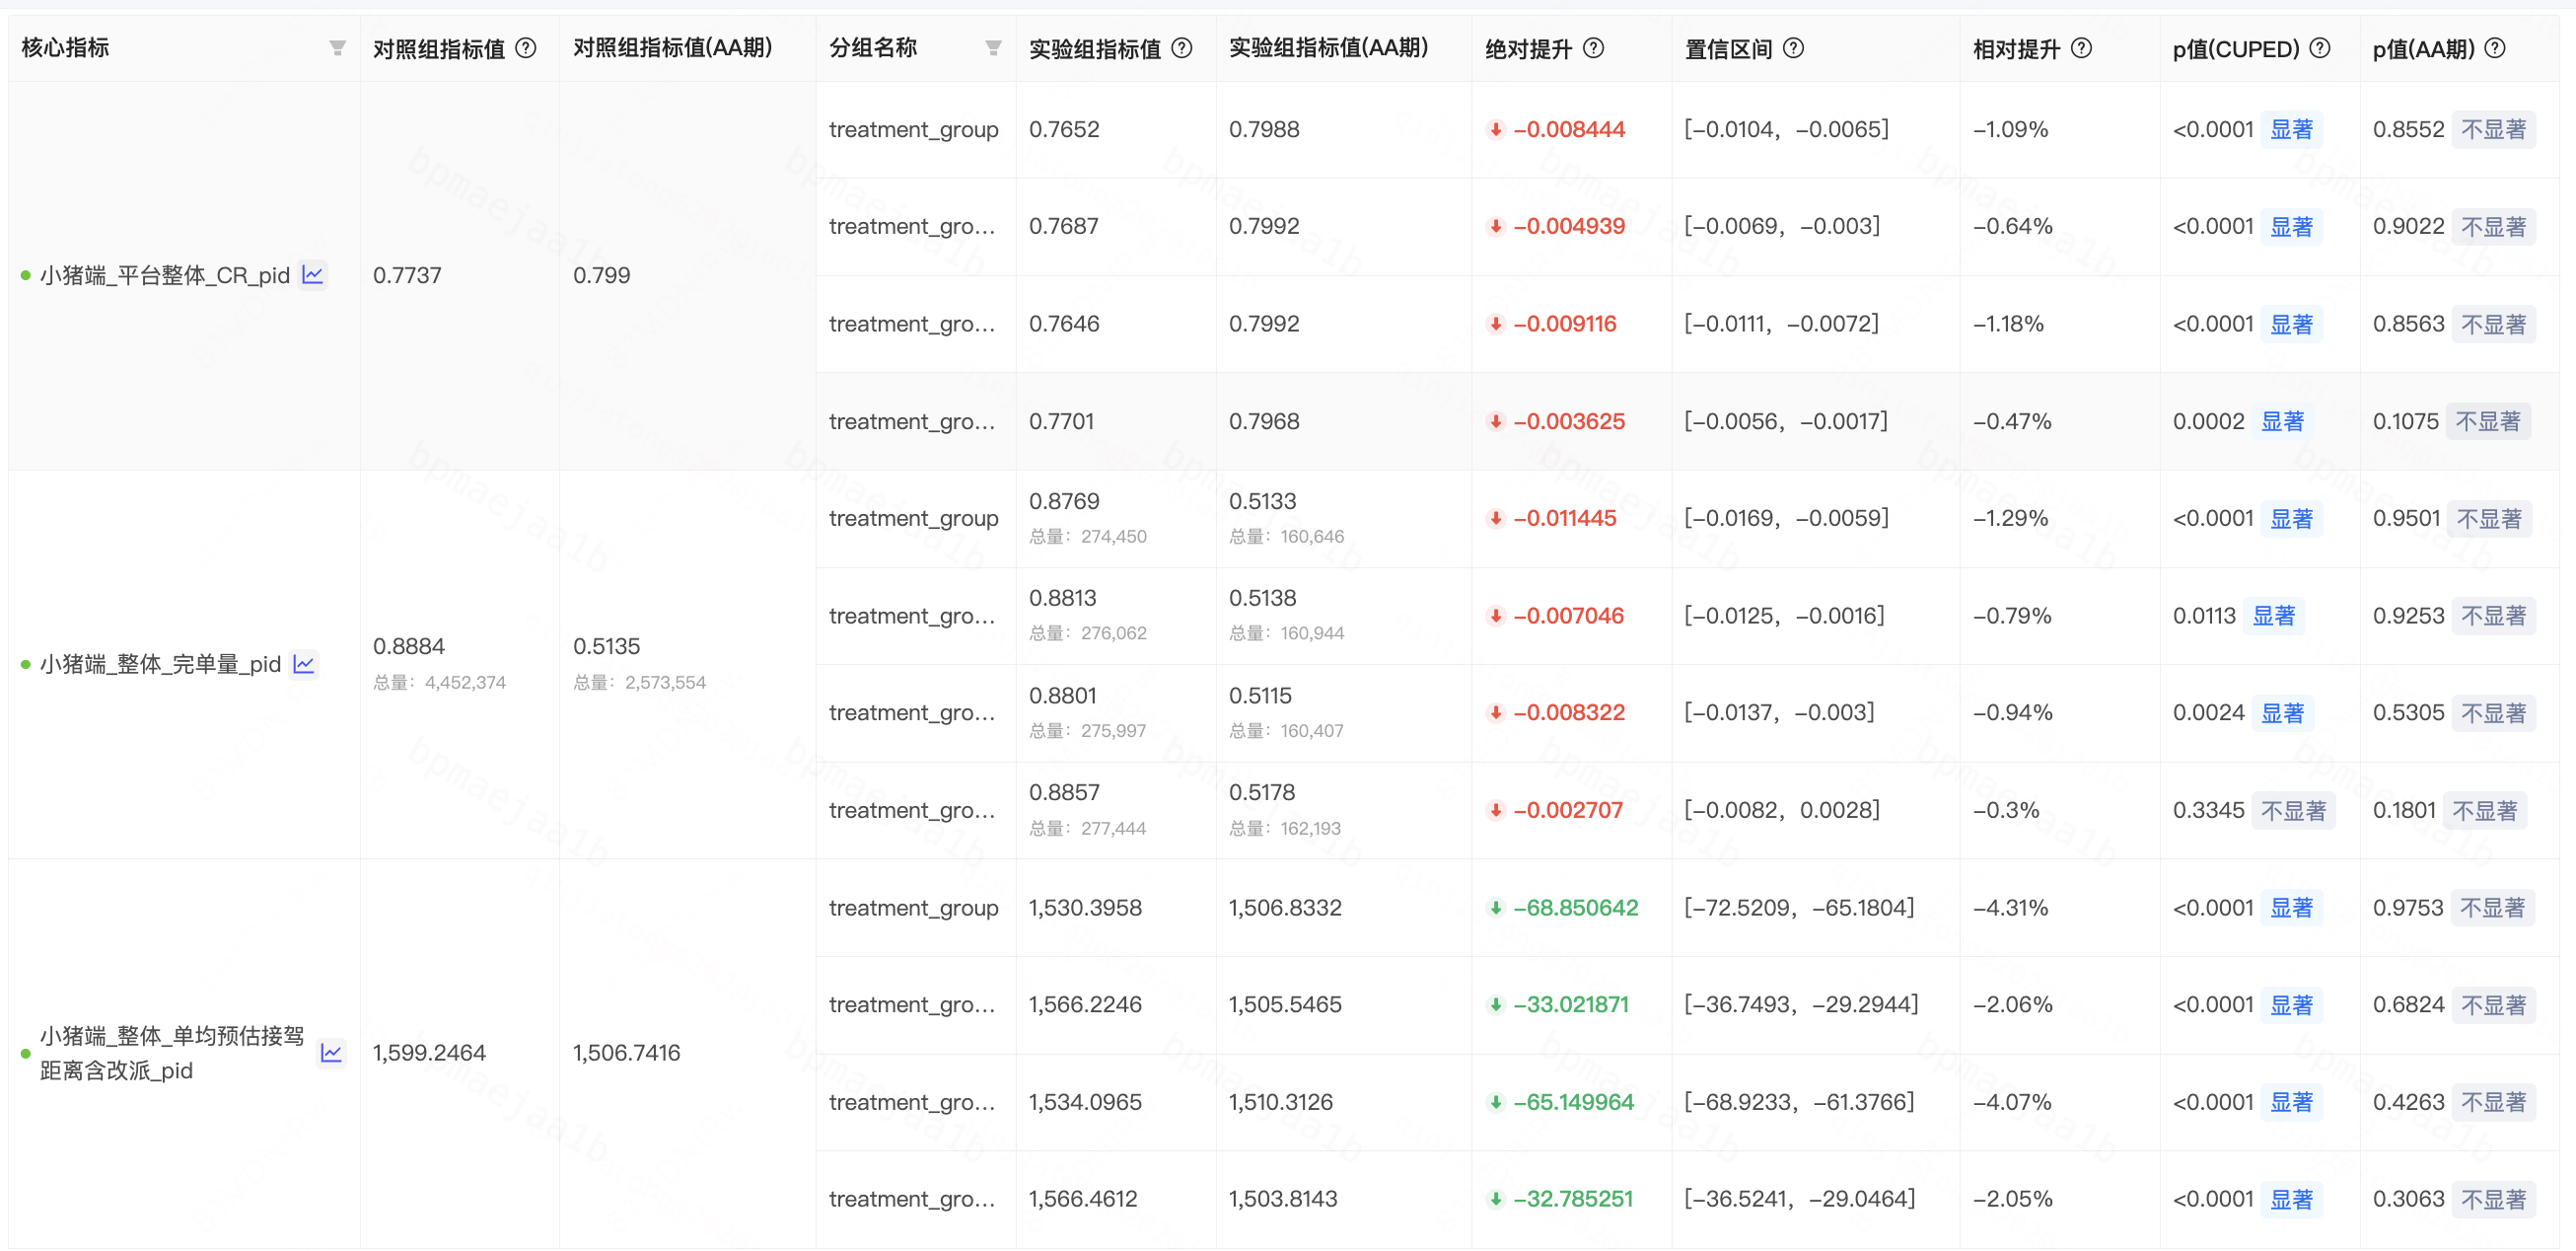 核心指标 对照组指标值 对照组指标值(AA期) 分组名称 实验组指标值 实验组指标值(AA期) 绝对提升 置信区间 相对提升 p值(CUPED) p值(AA期)
小猪端_平台整体_CR_pid 0.7737 0.799
treatment_group 0.7652 0.7988 -0.008444 [-0.0104, -0.0065] -1.09% <0.0001 显著 0.8552 不显著
treatment_gro... 0.7687 0.7992 -0.004939 [-0.0069, -0.003] -0.64% <0.0001 显著 0.9022 不显著
treatment_gro... 0.7646 0.7992 -0.009116 [-0.0111, -0.0072] -1.18% <0.0001 显著 0.8563 不显著
treatment_gro... 0.7701 0.7968 -0.003625 [-0.0056, -0.0017] -0.47% 0.0002 显著 0.1075 不显著
小猪端_整体_完单量_pid 0.8884 0.5135
总量: 4,452,374 总量: 2,573,554
treatment_group 0.8769 0.5133 -0.011445 [-0.0169, -0.0059] -1.29% <0.0001 显著 0.9501 不显著
总量: 274,450 总量: 160,646
treatment_gro... 0.8813 0.5138 -0.007046 [-0.0125, -0.0016] -0.79% 0.0113 显著 0.9253 不显著
总量: 276,062 总量: 160,944
treatment_gro... 0.8801 0.5115 -0.008322 [-0.0137, -0.003] -0.94% 0.0024 显著 0.5305 不显著
总量: 275,997 总量: 160,407
treatment_gro... 0.8857 0.5178 -0.002707 [-0.0082, 0.0028] -0.3% 0.3345 不显著 0.1801 不显著
总量: 277,444 总量: 162,193
小猪端_整体_单均预估接驾
距离含改派_pid 1,599.2464 1,506.7416
treatment_group 1,530.3958 1,506.8332 -68.850642 [-72.5209, -65.1804] -4.31% <0.0001 显著 0.9753 不显著
treatment_gro... 1,566.2246 1,505.5465 -33.021871 [-36.7493, -29.2944] -2.06% <0.0001 显著 0.6824 不显著
treatment_gro... 1,534.0965 1,510.3126 -65.149964 [-68.9233, -61.3766] -4.07% <0.0001 显著 0.4263 不显著
treatment_gro... 1,566.4612 1,503.8143 -32.785251 [-36.5241, -29.0464] -2.05% <0.0001 显著 0.3063 不显著
bpmaejaa1b